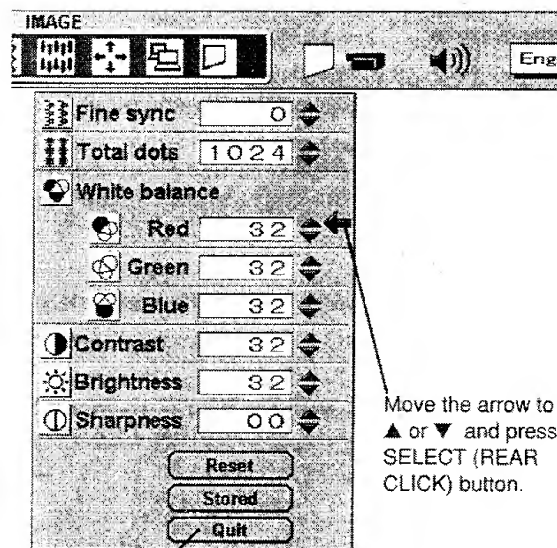 IMAGE
Eng
Fine sync 0
Total dots 1024
White balance
Red 32
Green 32
Blue 32
Contrast 32
Brightness 32
Sharpness 00
Reset
Stored
Quit
Move the arrow to
▲ or ▼ and press
SELECT (REAR
CLICK) button.